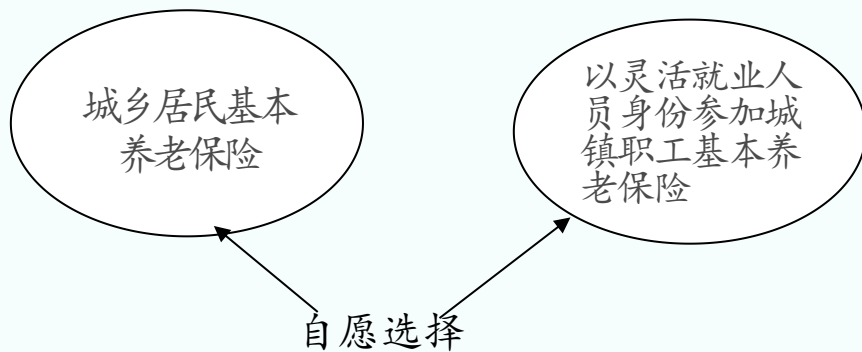 城乡居民基本
养老保险
以灵活就业人
员身份参加城
镇职工基本养
老保险
自愿选择